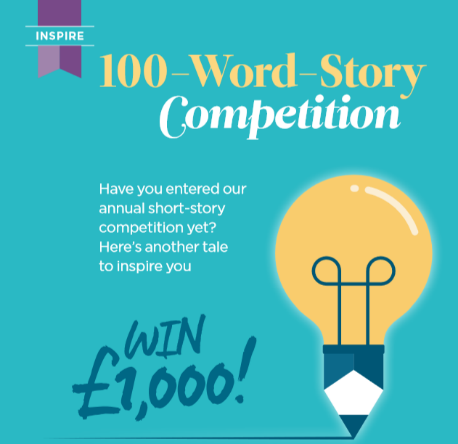 INSPIRE
100-Word-Story
Competition
Have you entered our
annual short-story
competition yet?
Here's another tale
to inspire you
WIN
£1,000!